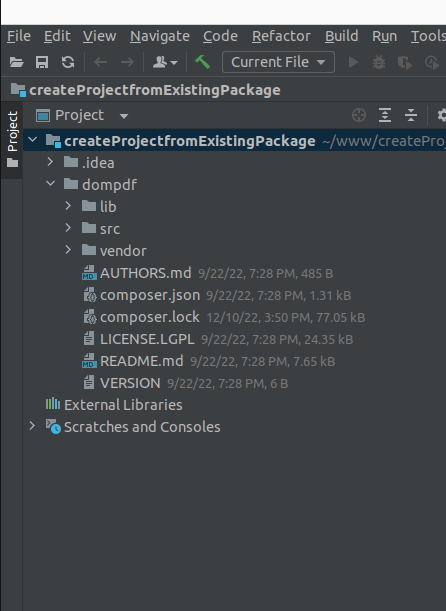 File Edit View Navigate Code Refactor Build Run Tools
Current File
createProjectfromExistingPackage
Project
Project
createProjectfromExistingPackage ~/www/createProj
.idea
dompdf
lib
src
vendor
AUTHORS.md 9/22/22, 7:28 PM, 485 B
composer.json 9/22/22, 7:28 PM, 1.31 kB
composer.lock 12/10/22, 3:50 PM, 77.05 kB
LICENSE.LGPL 9/22/22, 7:28 PM, 24.35 kB
README.md 9/22/22, 7:28 PM, 7.65 kB
VERSION 9/22/22, 7:28 PM, 6 B
External Libraries
Scratches and Consoles